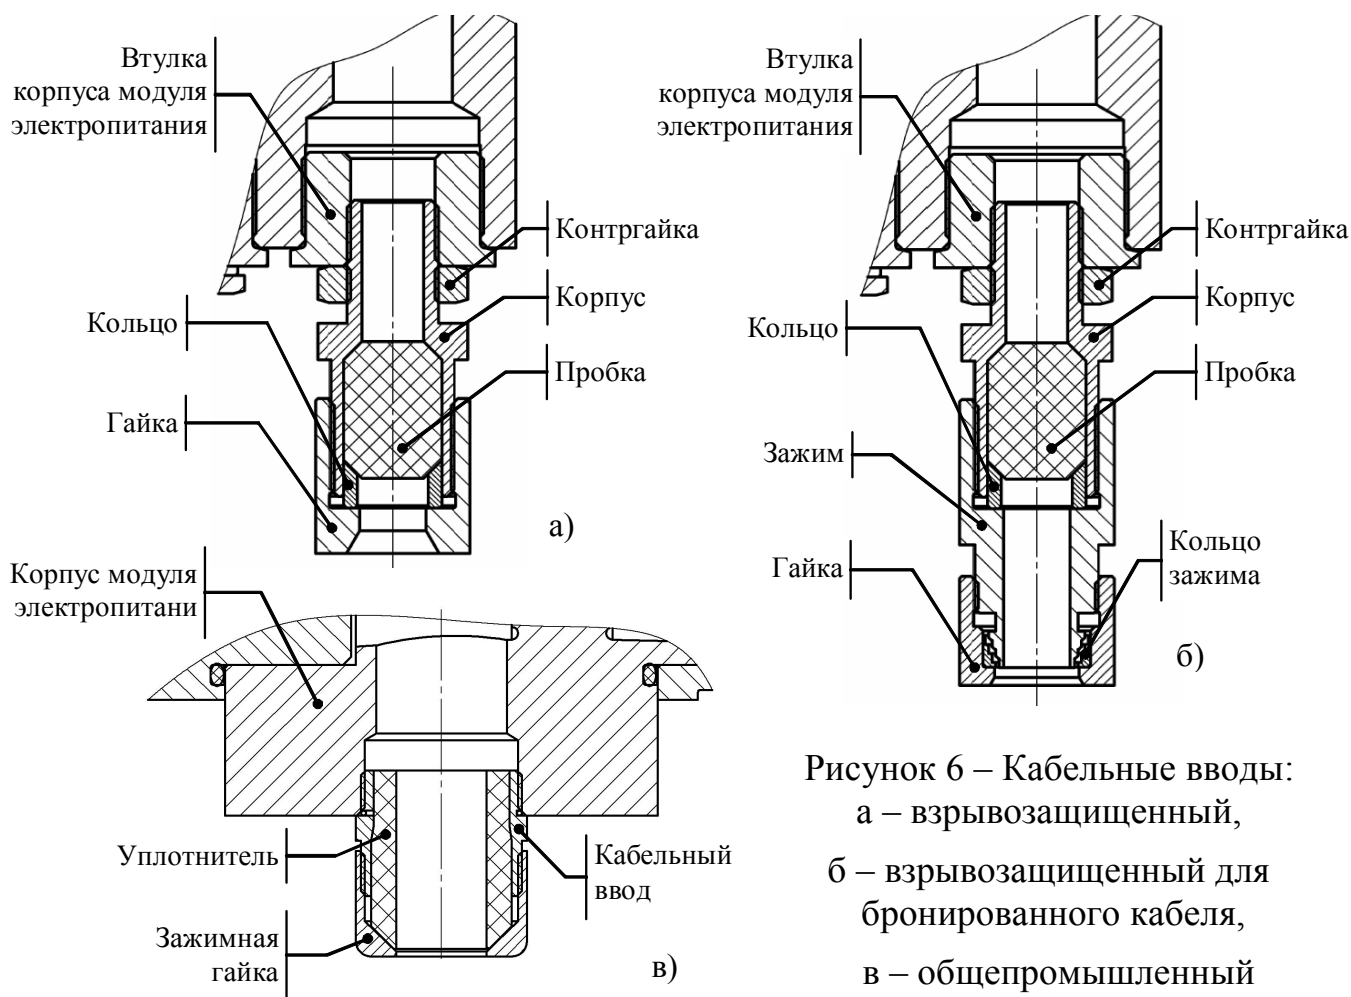 Втулка
корпуса модуля
электропитания
Контргайка
Корпус
Кольцо
Пробка
Гайка
а)
Втулка
корпуса модуля
электропитания
Контргайка
Корпус
Кольцо
Пробка
Зажим
Гайка
Кольцо
зажима
б)
Корпус модуля
электропитани
Уплотнитель
Кабельный
ввод
Зажимная
гайка
в)
Рисунок 6 – Кабельные вводы:
а – взрывозащищенный,
б – взрывозащищенный для
бронированного кабеля,
в – общепромышленный